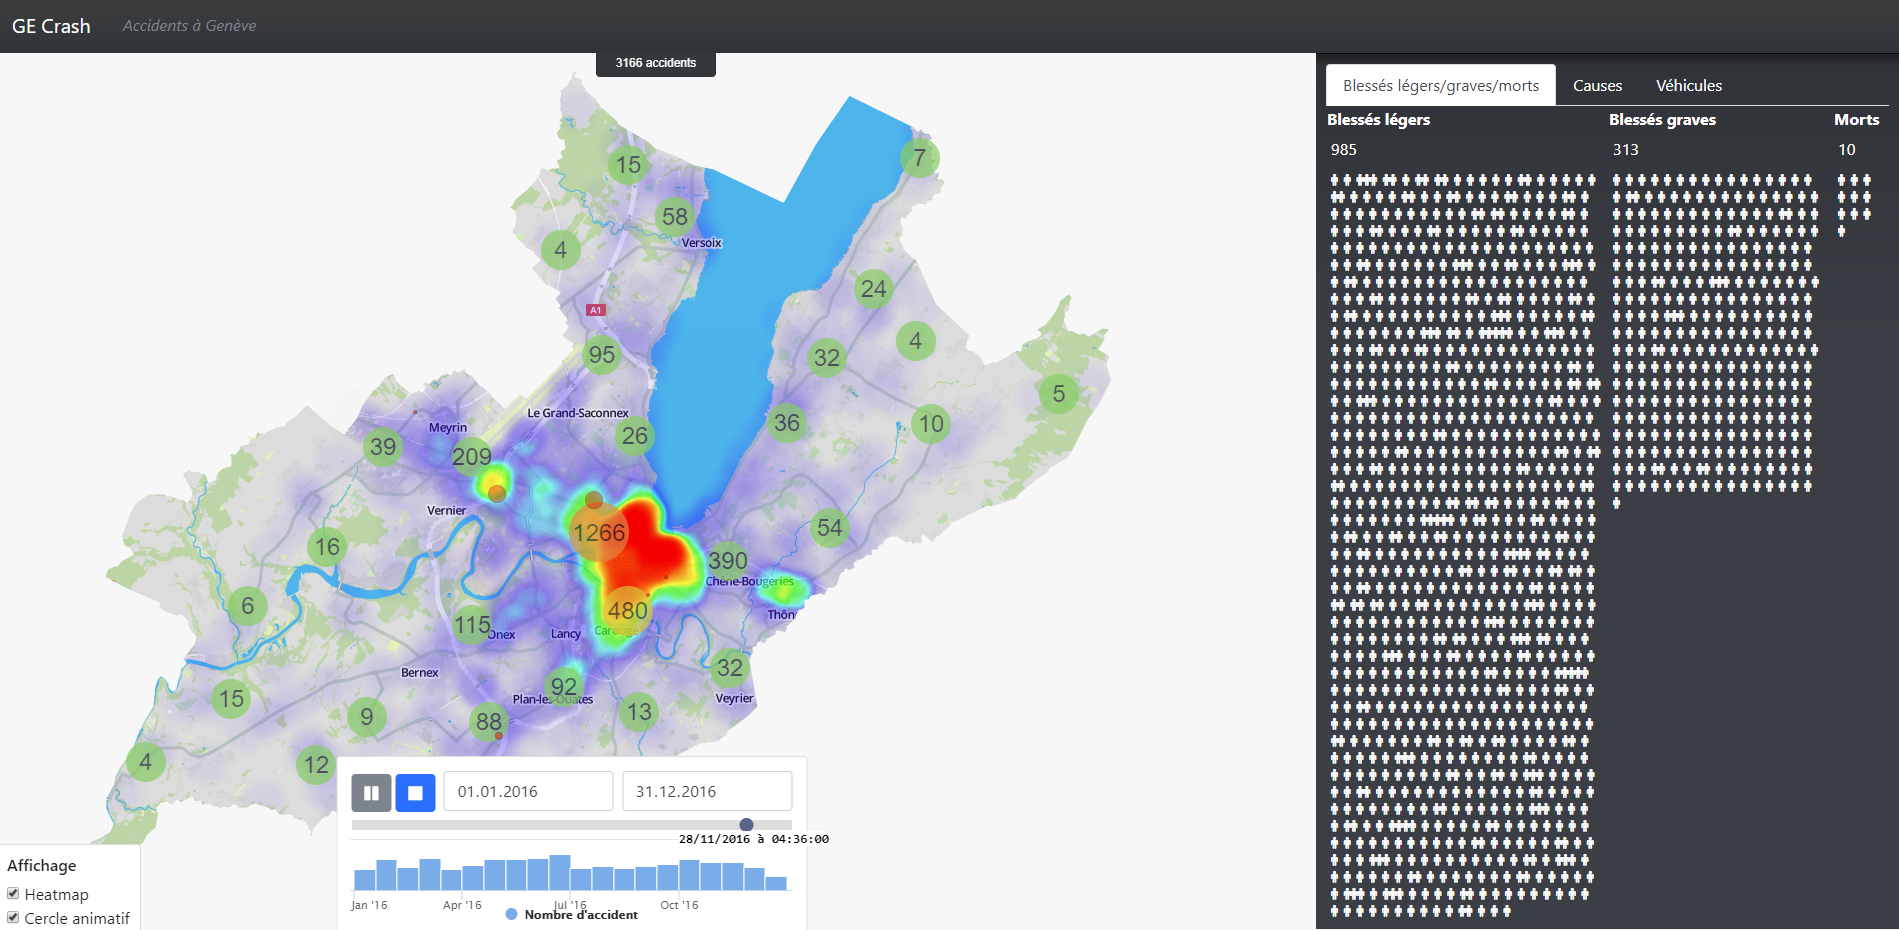 GE Crash
Accidents à Genève
3166 accidents
Blessés légers/graves/morts
Causes
Véhicules
Blessés légers
Blessés graves
Morts
985
313
10
15
7
58
Versoix
4
24
A1
95
32
4
5
Le Grand-Saconnex
36
10
Meyrin
26
39
209
Vernier
1266
54
16
390
Chêne-Bougeries
6
480
Thôn
115
Onex
Lancy
Carouge
32
Bernex
92
Veyrier
Plan-les-Ouates
15
9
88
13
4
12
01.01.2016
31.12.2016
28/11/2016 à 04:36:00
Jan '16
Apr '16
Jul '16
Oct '16
Nombre d'accident
Affichage
Heatmap
Cercle animatif